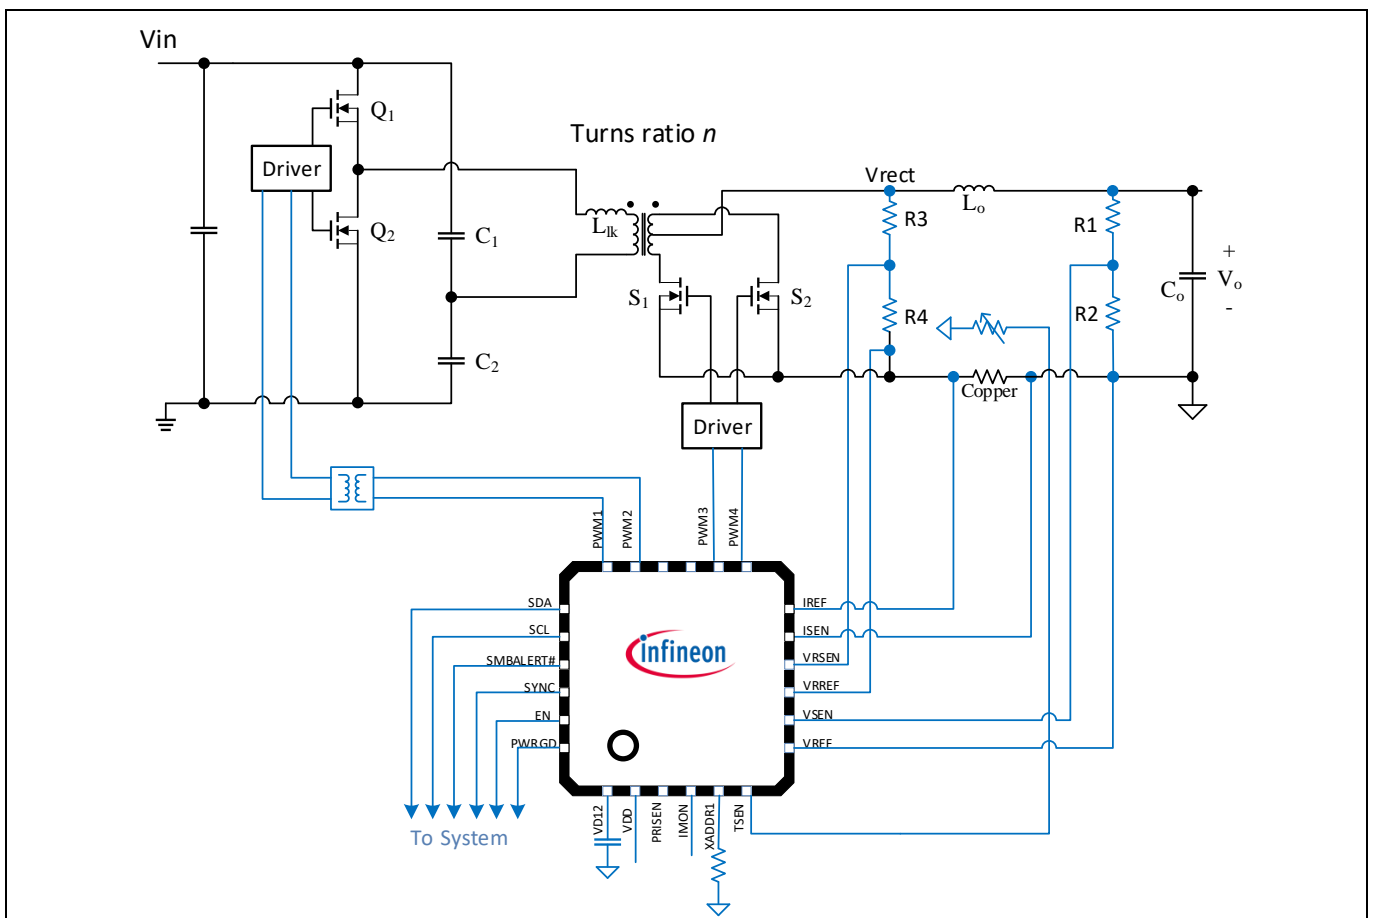 Vin
Q1
Driver
Turns ratio n
Vrect
Q2
Llk
Lo
R3
R1
C1
S1
S2
R4
R2
Co
+
Vo
-
C2
Copper
Driver
PWM1
PWM2
PWM3
PWM4
SDA
SCL
SMBALERT#
SYNC
EN
PWRGD
infineon
IREF
ISEN
VRSEN
VRREF
VSEN
VREF
VD12
VDD
PRISEN
IMON
XADDR1
TSEN
To System